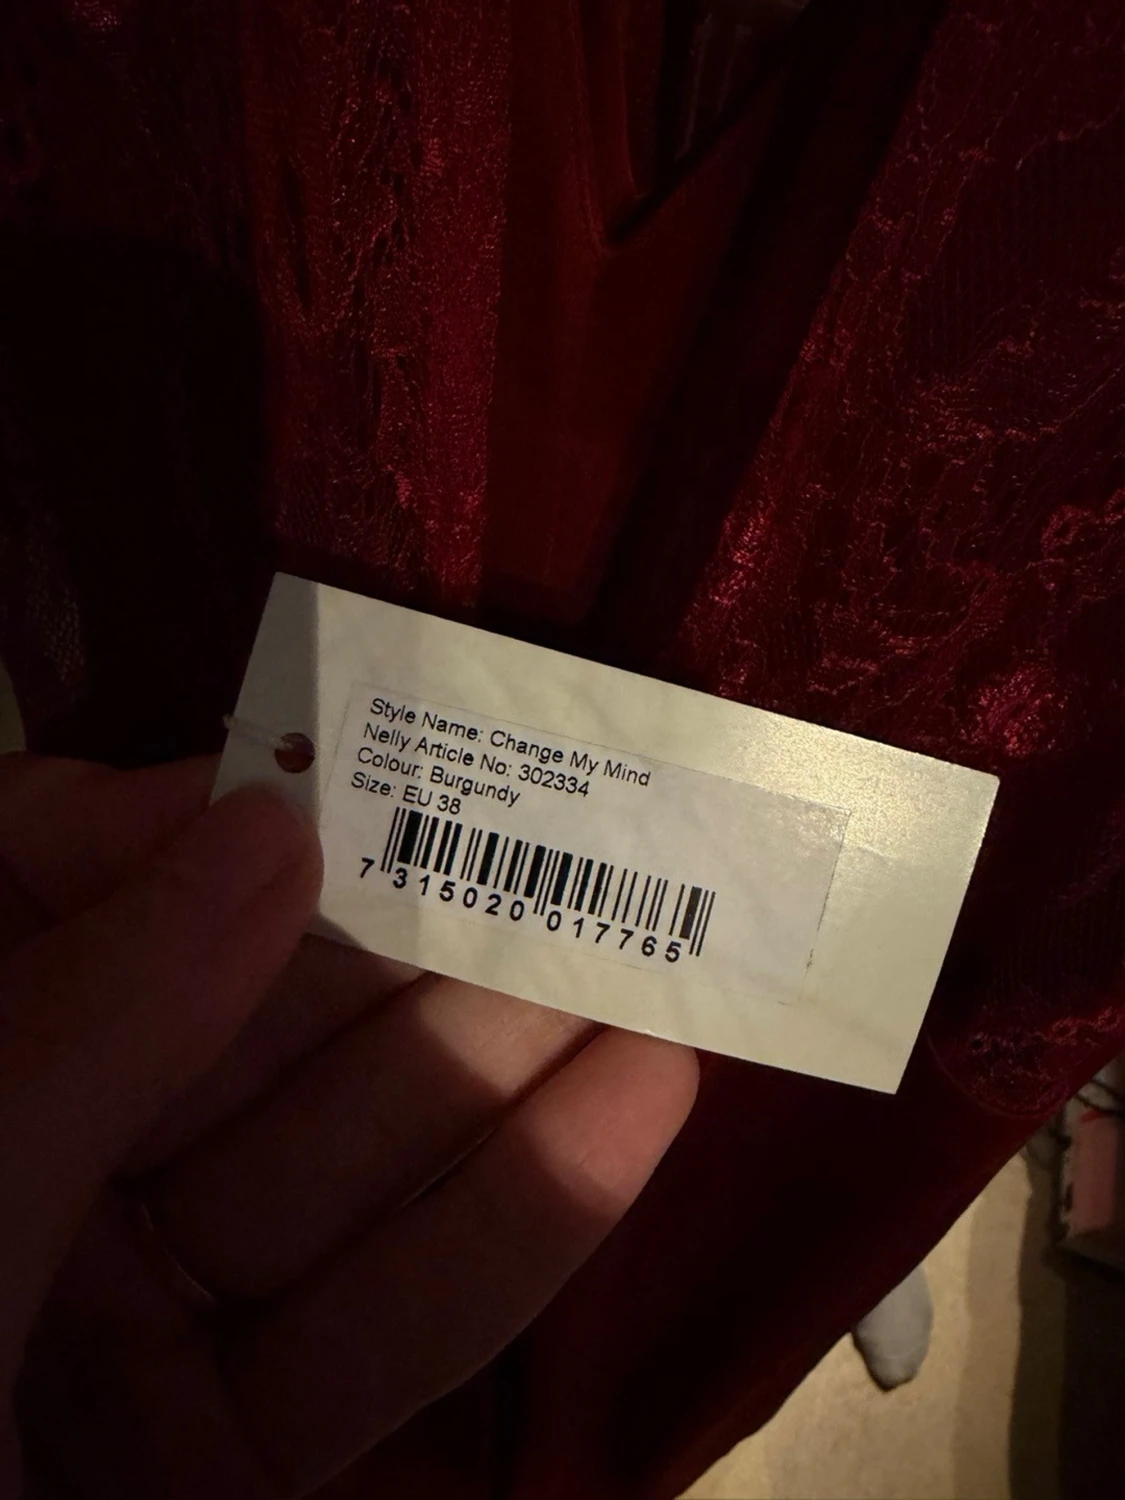 Style Name: Change My Mind
Nelly Article No: 302334
Colour: Burgundy
Size: EU 38
7 315020 017765